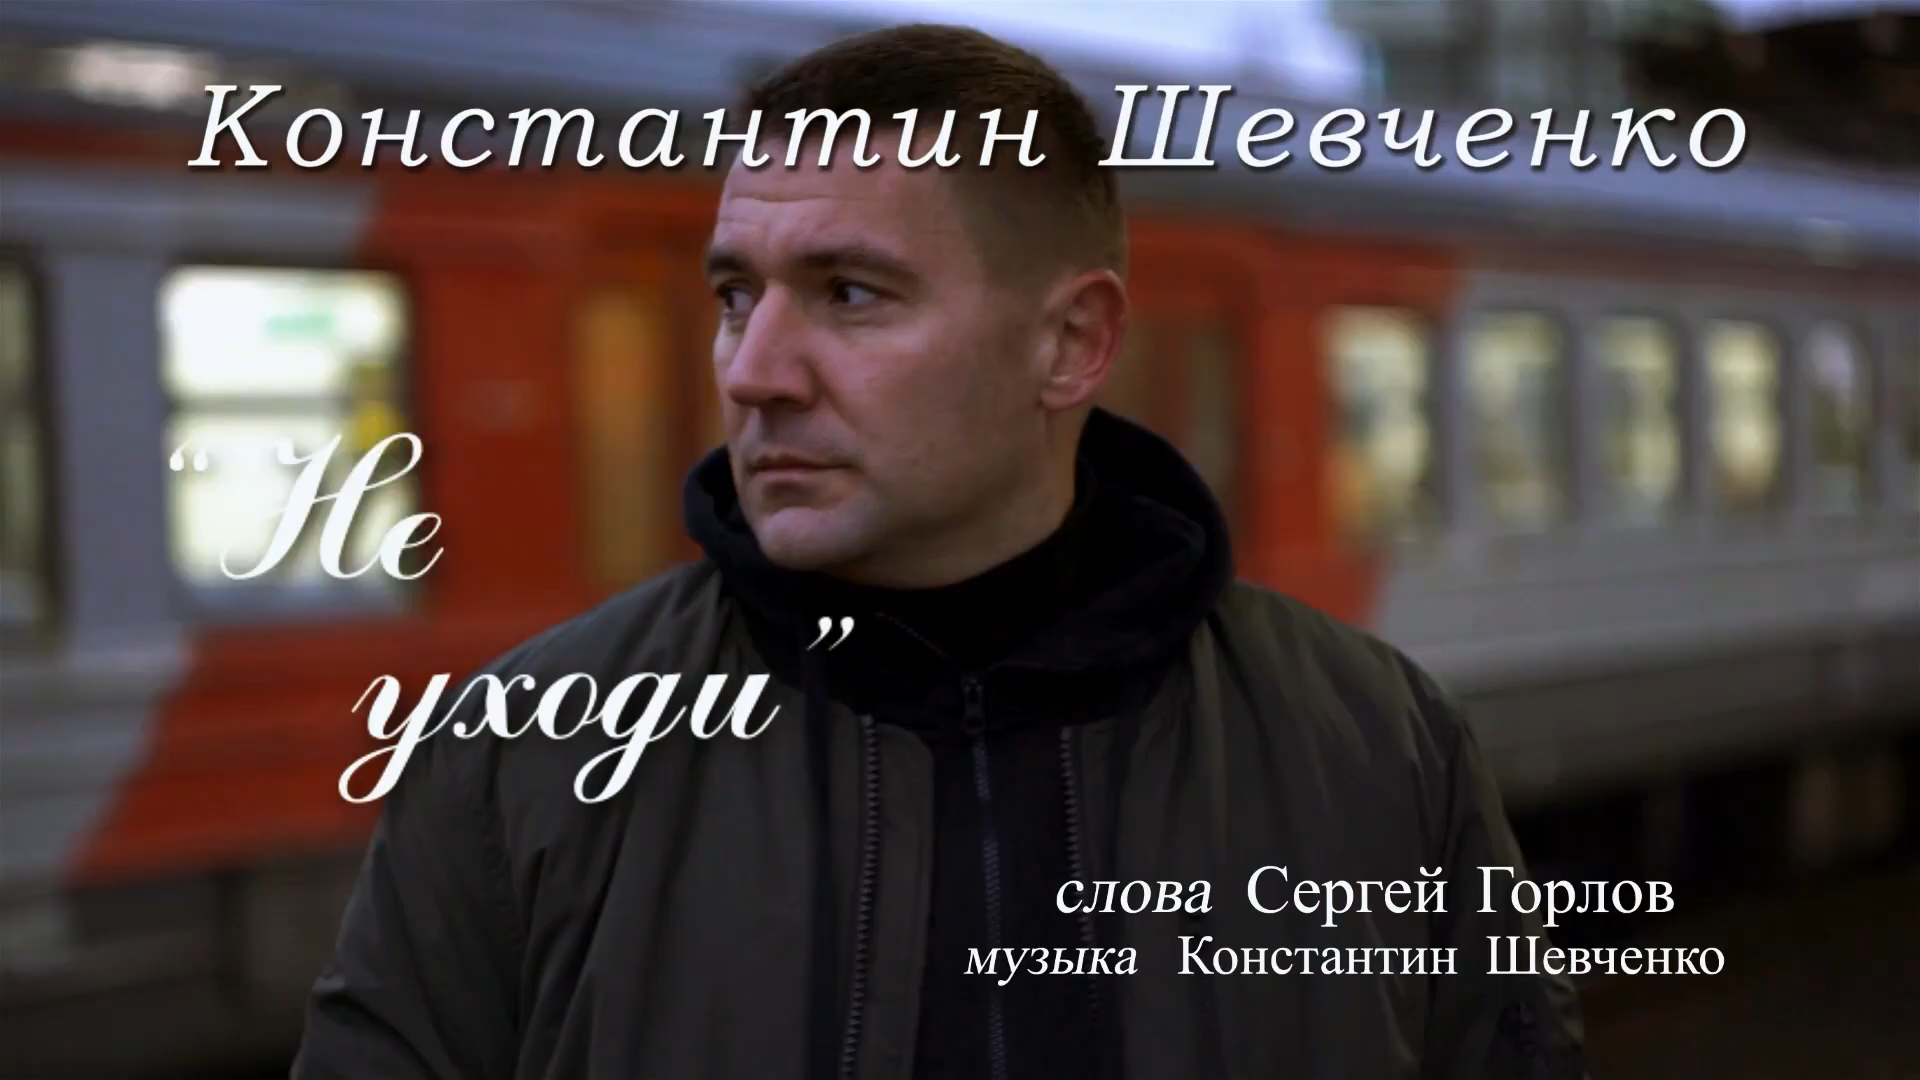 Константин Шевченко
“Не
уходи”
слова Сергей Горлов
музыка Константин Шевченко